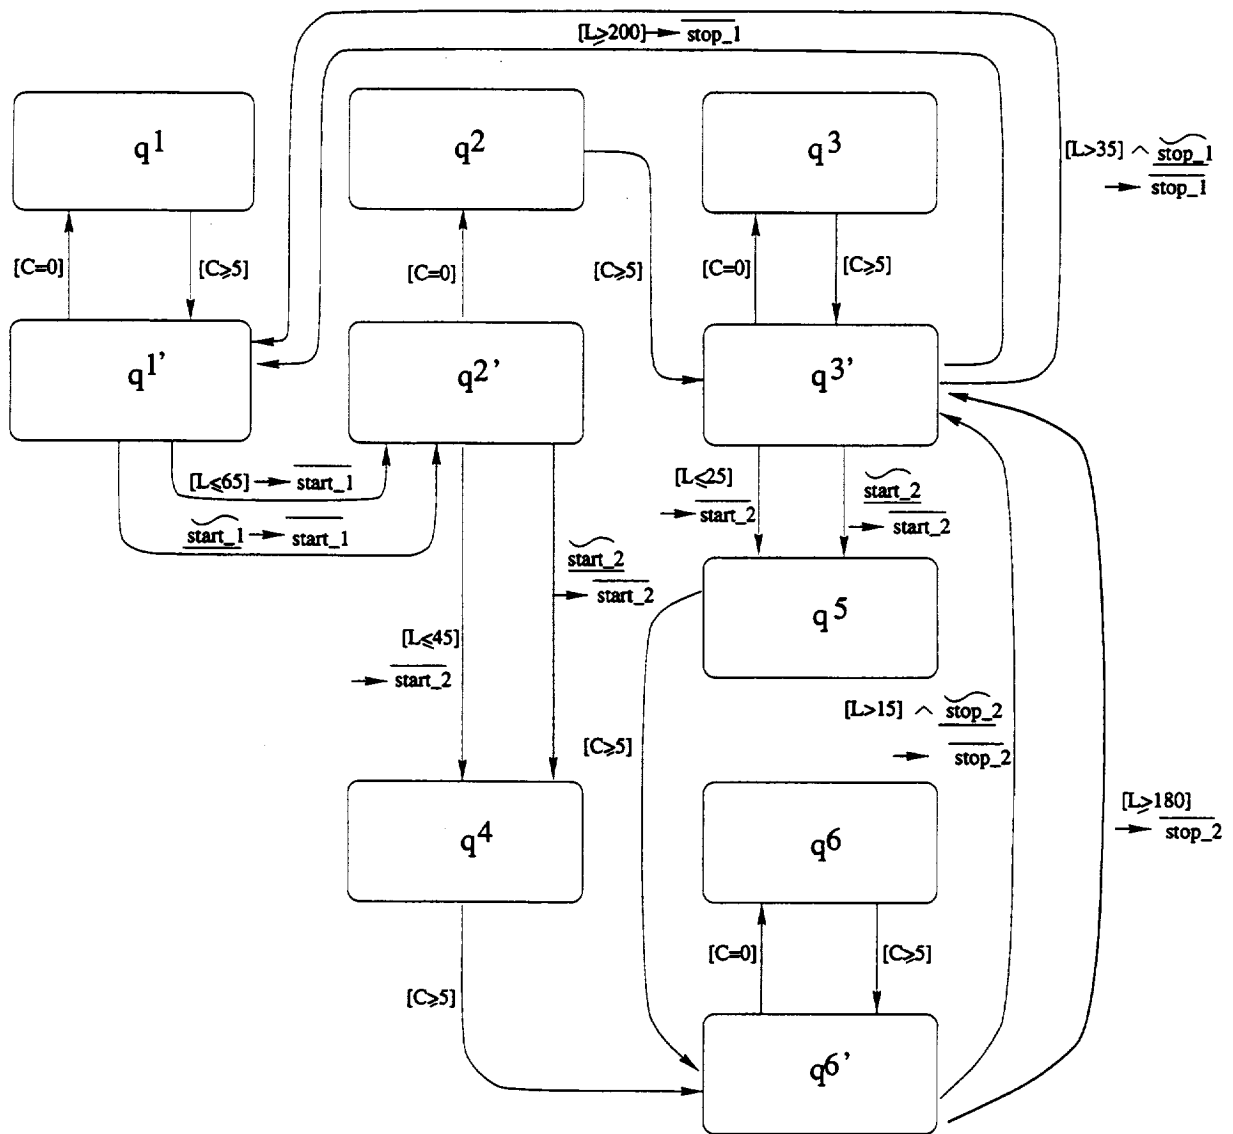 [L⩾200] → stop_1
q1
q2
q3
[L>35] ^ stop_1
→ stop_1
[C=0]
[C⩾5]
[C=0]
[C⩾5]
[C=0]
[C⩾5]
q1'
q2'
q3'
[L⩽65] → start_1
start_1 → start_1
[L⩽25]
→ start_2
start_2
→ start_2
start_2
→ start_2
q5
[L⩽45]
→ start_2
[L>15] ^ stop_2
→ stop_2
[C⩾5]
[L⩾180]
→ stop_2
q4
q6
[C=0]
[C⩾5]
[C⩾5]
q6'